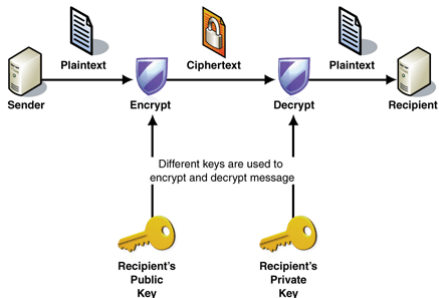 Plaintext
Ciphertext
Plaintext
Sender
Encrypt
Decrypt
Recipient
Different keys are used to
encrypt and decrypt message
Recipient's
Public
Key
Recipient's
Private
Key